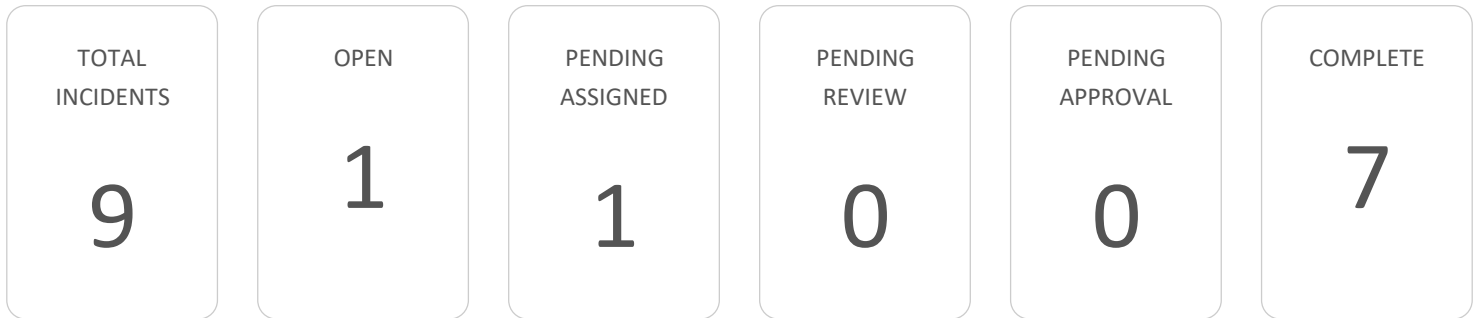 TOTAL
INCIDENTS
9
OPEN
1
PENDING
ASSIGNED
1
PENDING
REVIEW
0
PENDING
APPROVAL
0
COMPLETE
7